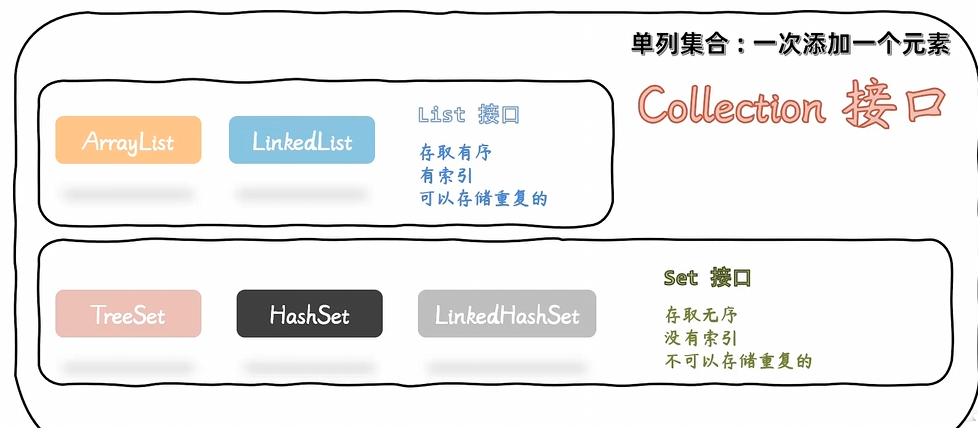 单列集合：一次添加一个元素
Collection 接口
List 接口
ArrayList
LinkedList
存取有序
有索引
可以存储重复的
Set 接口
TreeSet
HashSet
LinkedHashSet
存取无序
没有索引
不可以存储重复的